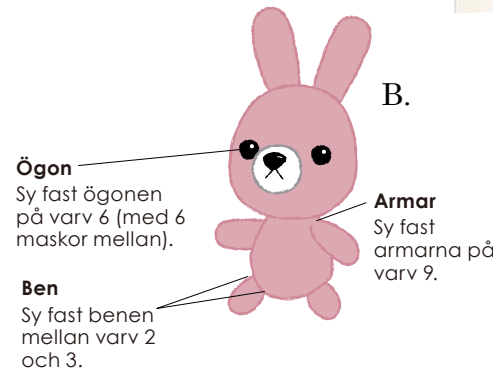 B.
Ögon
Sy fast ögonen
på varv 6 (med 6
maskor mellan).
Armar
Sy fast
armarna på
varv 9.
Ben
Sy fast benen
mellan varv 2
och 3.